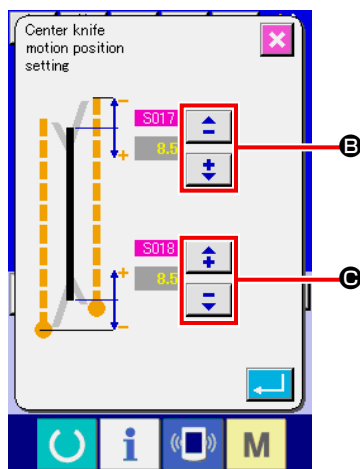 Center knife
motion position
setting
S017
8.5
B
S018
8.5
C
M